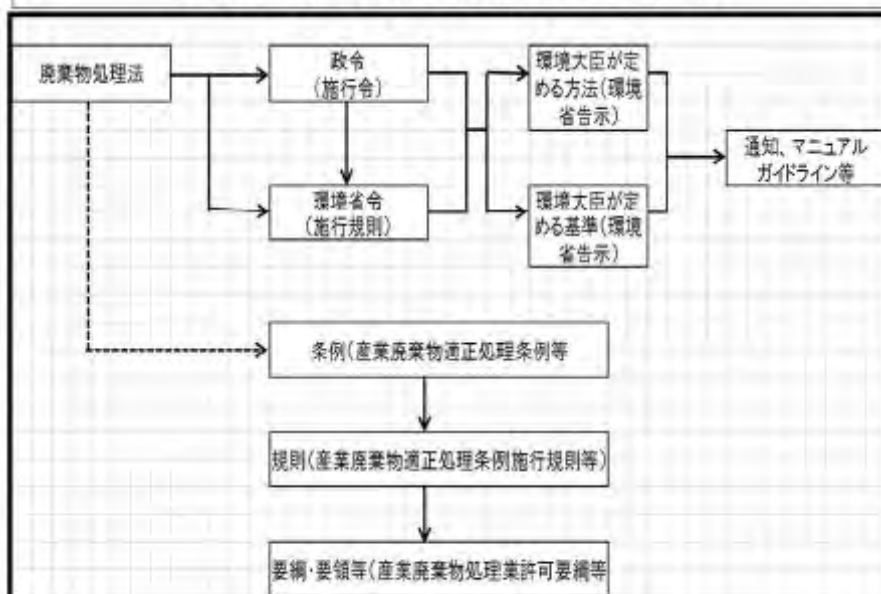 廃棄物処理法
政令
(施行令)
環境省令
(施行規則)
環境大臣が定
める方法(環境
省告示)
環境大臣が定
める基準(環境
省告示)
通知、マニュアル
ガイドライン等
条例(産業廃棄物適正処理条例等
規則(産業廃棄物適正処理条例施行規則等)
要綱・要領等(産業廃棄物処理業許可要綱等